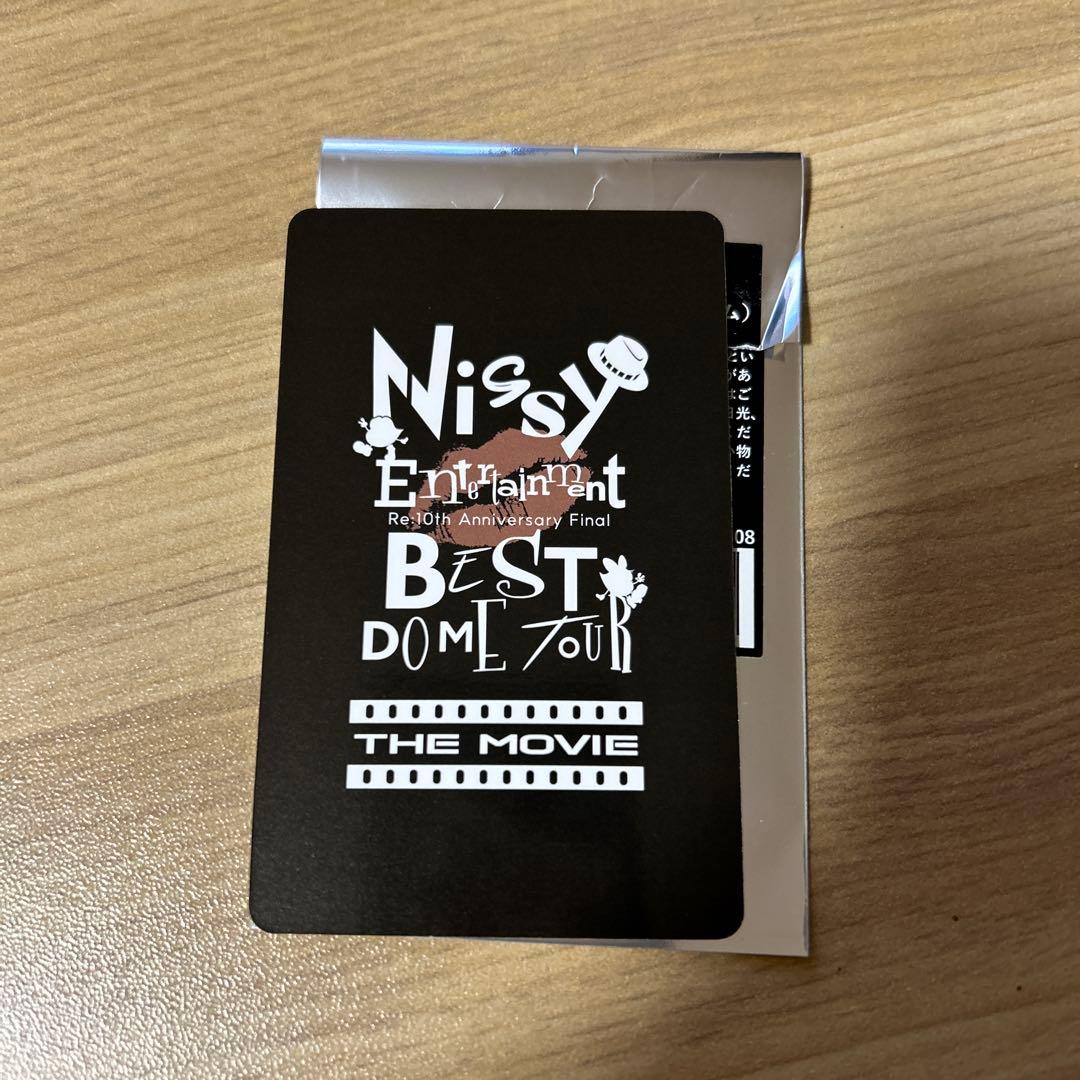 Nissy
Entertainment
Re:10th Anniversary Final
BEST
DOME TOUR
THE MOVIE
ム)
い
あ
ご
光、
だ
物
だ
08